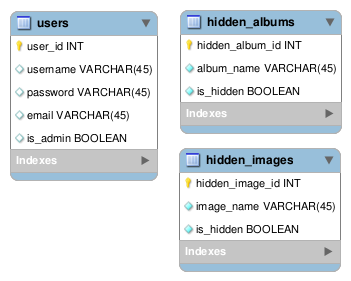 users
user_id INT
username VARCHAR(45)
password VARCHAR(45)
email VARCHAR(45)
is_admin BOOLEAN
Indexes
hidden_albums
hidden_album_id INT
album_name VARCHAR(45)
is_hidden BOOLEAN
Indexes
hidden_images
hidden_image_id INT
image_name VARCHAR(45)
is_hidden BOOLEAN
Indexes